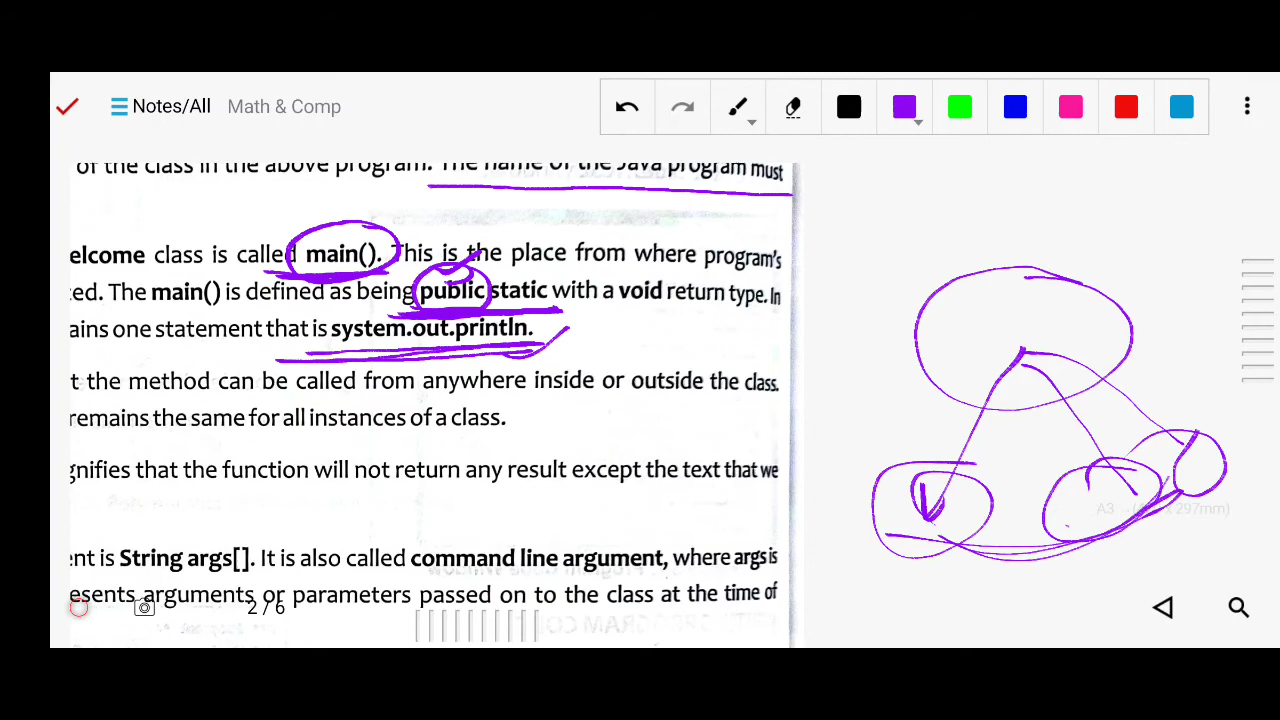 Notes/All Math & Comp
of the class in the above program. The name of the Java program must
elcome class is called main(). This is the place from where program's
ed. The main() is defined as being public static with a void return type. In
ains one statement that is system.out.println.
t the method can be called from anywhere inside or outside the class.
remains the same for all instances of a class.
gnifies that the function will not return any result except the text that we
ent is String args[]. It is also called command line argument, where args is
esents arguments or parameters passed on to the class at the time of
2/6